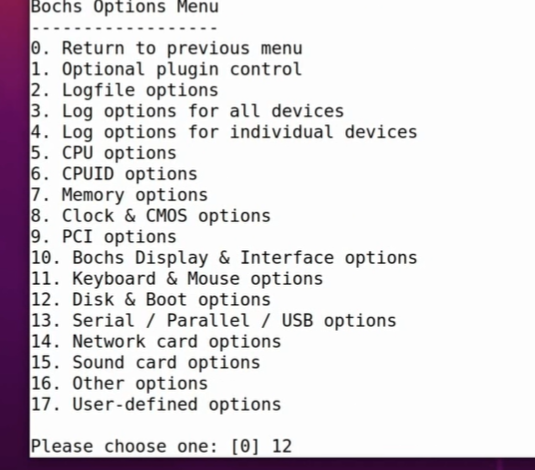 Bochs Options Menu
------------------
0. Return to previous menu
1. Optional plugin control
2. Logfile options
3. Log options for all devices
4. Log options for individual devices
5. CPU options
6. CPUID options
7. Memory options
8. Clock & CMOS options
9. PCI options
10. Bochs Display & Interface options
11. Keyboard & Mouse options
12. Disk & Boot options
13. Serial / Parallel / USB options
14. Network card options
15. Sound card options
16. Other options
17. User-defined options
Please choose one: [0] 12